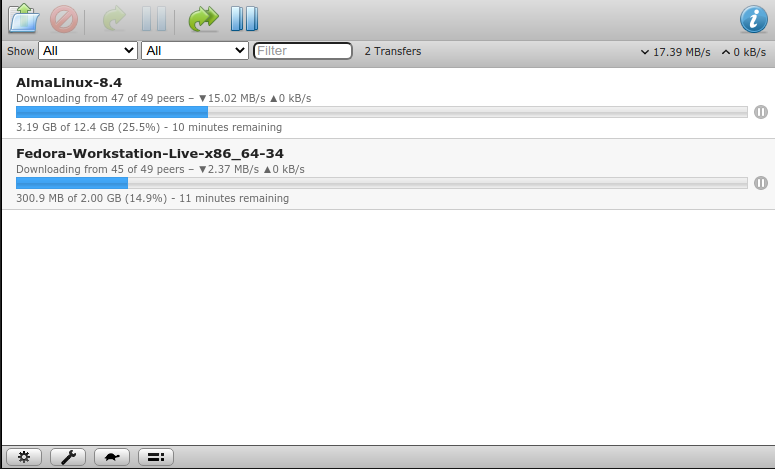 Show All All Filter 2 Transfers 17.39 MB/s 0 kB/s
AlmaLinux-8.4
Downloading from 47 of 49 peers – ▼15.02 MB/s ▲0 kB/s
3.19 GB of 12.4 GB (25.5%) - 10 minutes remaining
Fedora-Workstation-Live-x86_64-34
Downloading from 45 of 49 peers – ▼2.37 MB/s ▲0 kB/s
300.9 MB of 2.00 GB (14.9%) - 11 minutes remaining